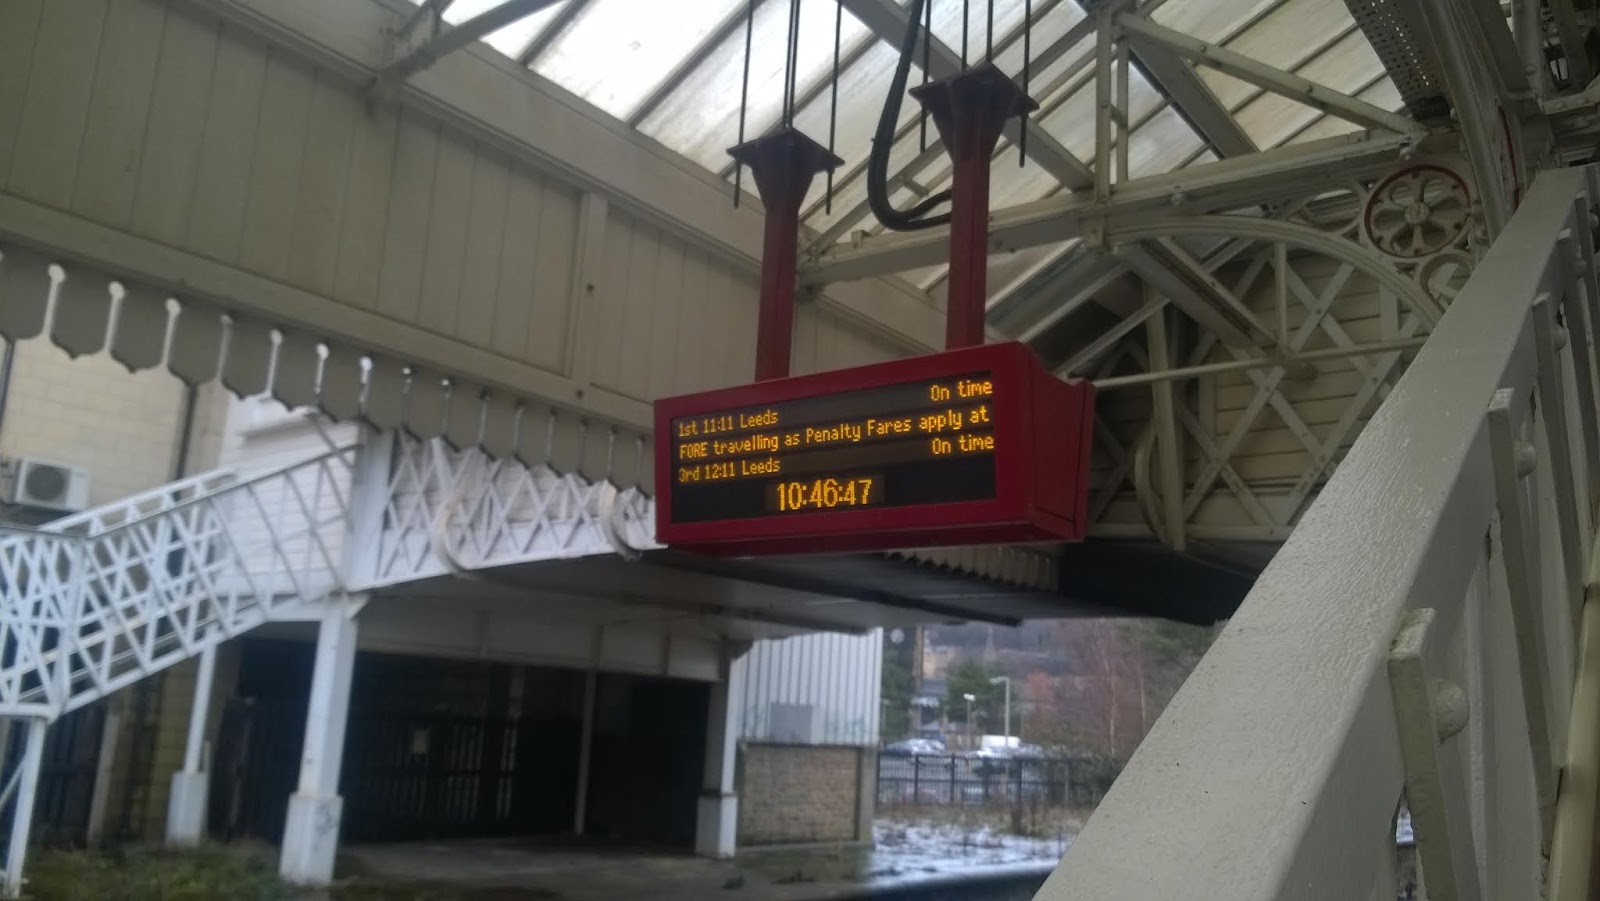 1st 11:11 Leeds On time
FORE travelling as Penalty Fares apply at
3rd 12:11 Leeds On time
10:46:47